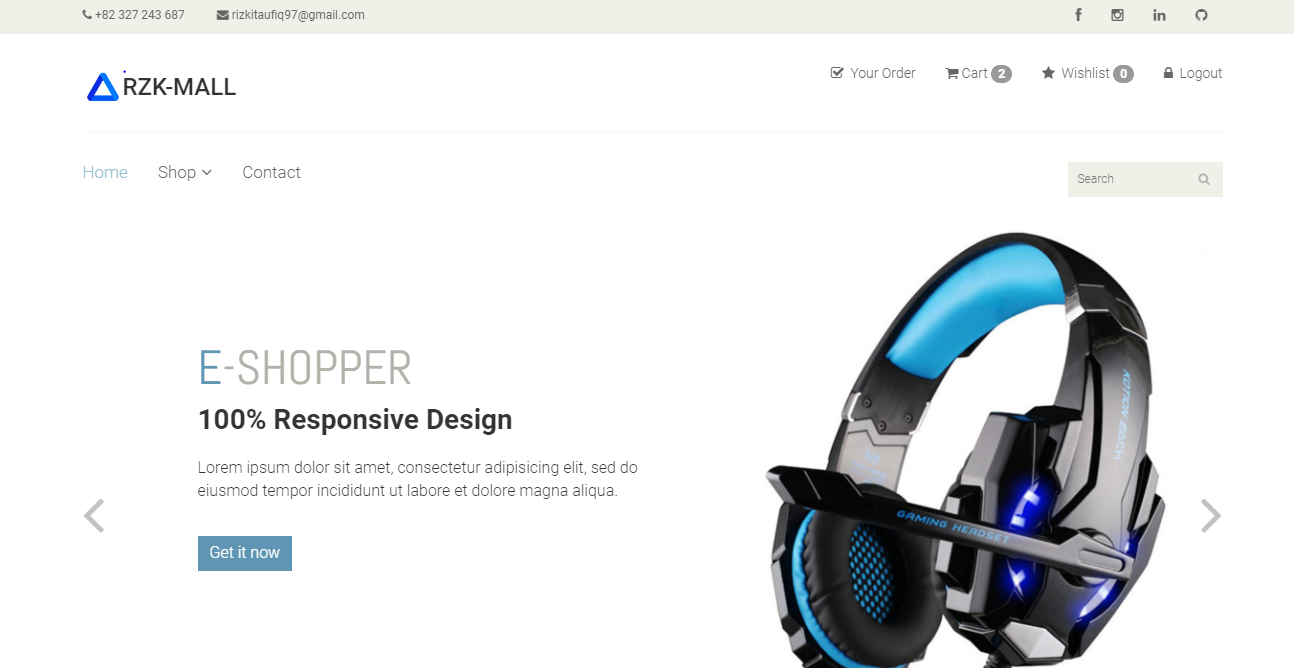 +82 327 243 687 rizkitaufiq97@gmail.com
RZK-MALL
Your Order Cart 2 Wishlist 0 Logout
Home Shop Contact
Search
E-SHOPPER
100% Responsive Design
Lorem ipsum dolor sit amet, consectetur adipisicing elit, sed do
eiusmod tempor incididunt ut labore et dolore magna aliqua.
Get it now
KOTION EACH
GAMING HEADSET